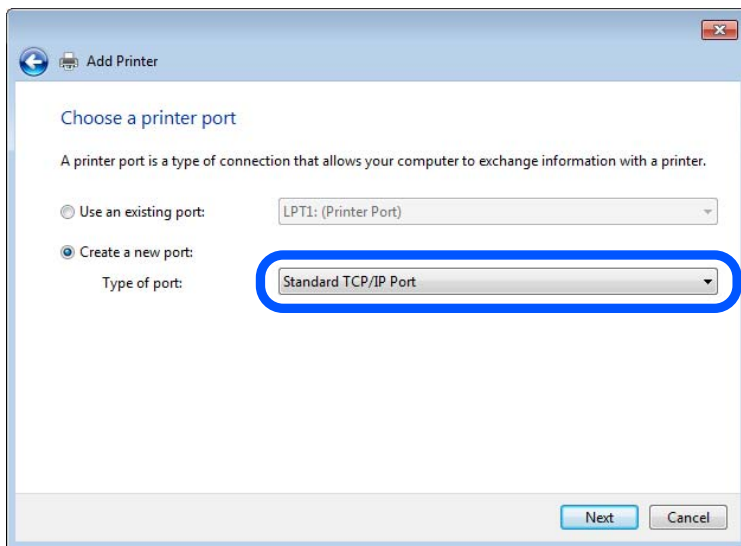 Add Printer
Choose a printer port
A printer port is a type of connection that allows your computer to exchange information with a printer.
Use an existing port: LPT1: (Printer Port)
Create a new port:
Type of port: Standard TCP/IP Port
Next Cancel